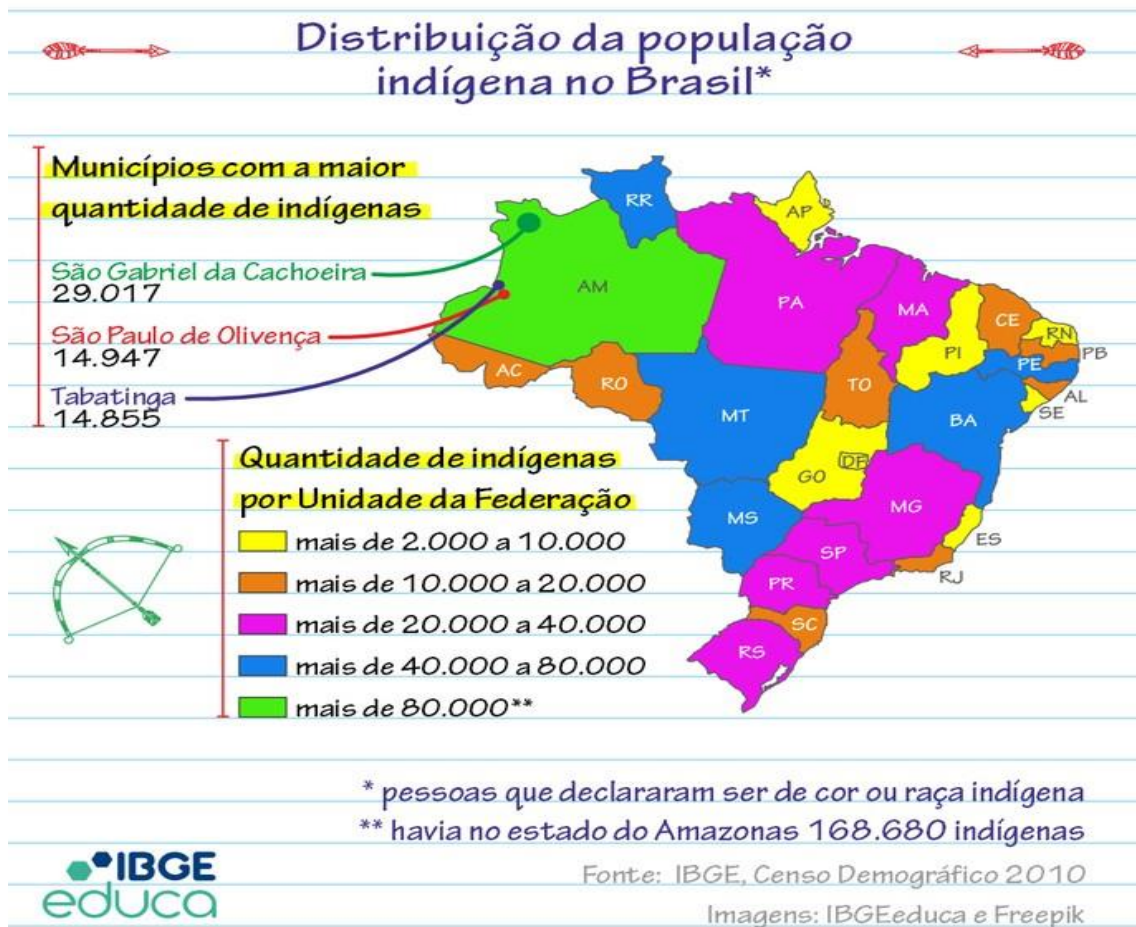 Distribuição da população
indígena no Brasil*
Municípios com a maior
quantidade de indígenas
São Gabriel da Cachoeira
29.017
São Paulo de Olivença
14.947
Tabatinga
14.855
RR
AP
AM
PA
MA
CE
RN
PI
PB
PE
AC
RO
TO
AL
SE
MT
BA
GO
DF
MS
MG
ES
SP
RJ
PR
SC
RS
Quantidade de indígenas
por Unidade da Federação
mais de 2.000 a 10.000
mais de 10.000 a 20.000
mais de 20.000 a 40.000
mais de 40.000 a 80.000
mais de 80.000**
* pessoas que declararam ser de cor ou raça indígena
** havia no estado do Amazonas 168.680 indígenas
IBGE
educa
Fonte: IBGE, Censo Demográfico 2010
Imagens: IBGEeduca e Freepik